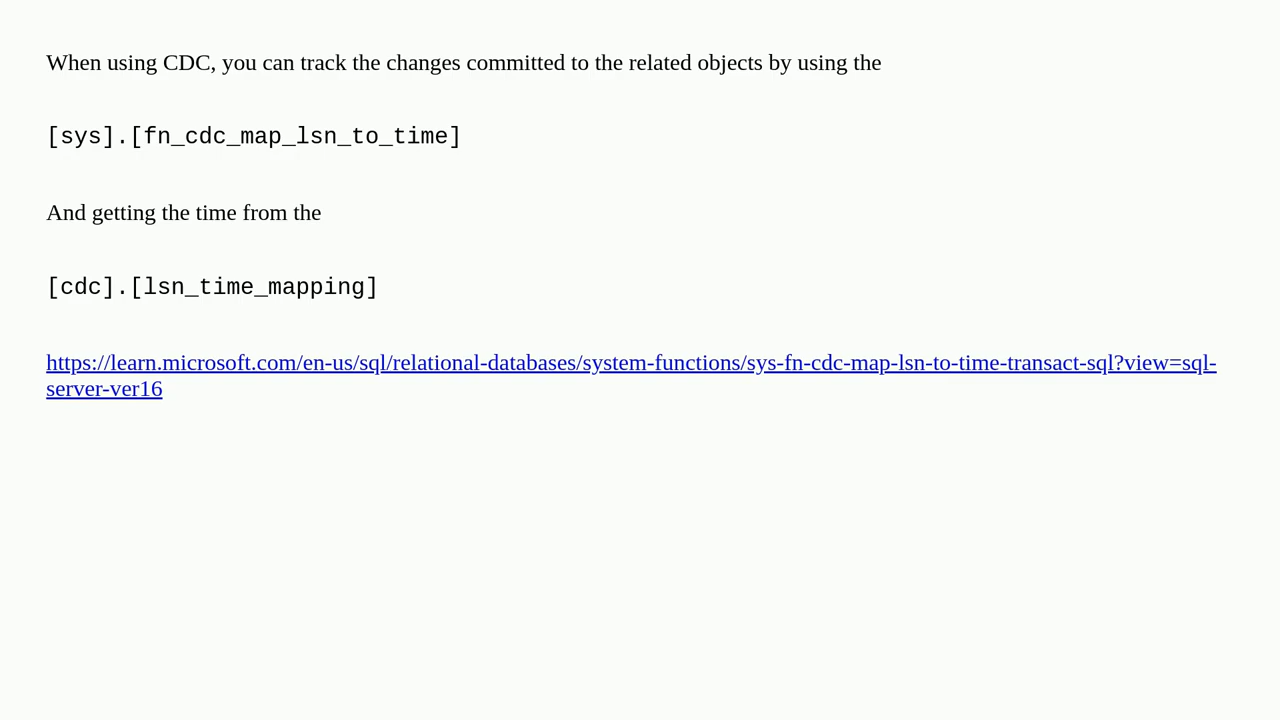 When using CDC, you can track the changes committed to the related objects by using the
[sys].[fn_cdc_map_lsn_to_time]
And getting the time from the
[cdc].[lsn_time_mapping]
https://learn.microsoft.com/en-us/sql/relational-databases/system-functions/sys-fn-cdc-map-lsn-to-time-transact-sql?view=sql-
server-ver16